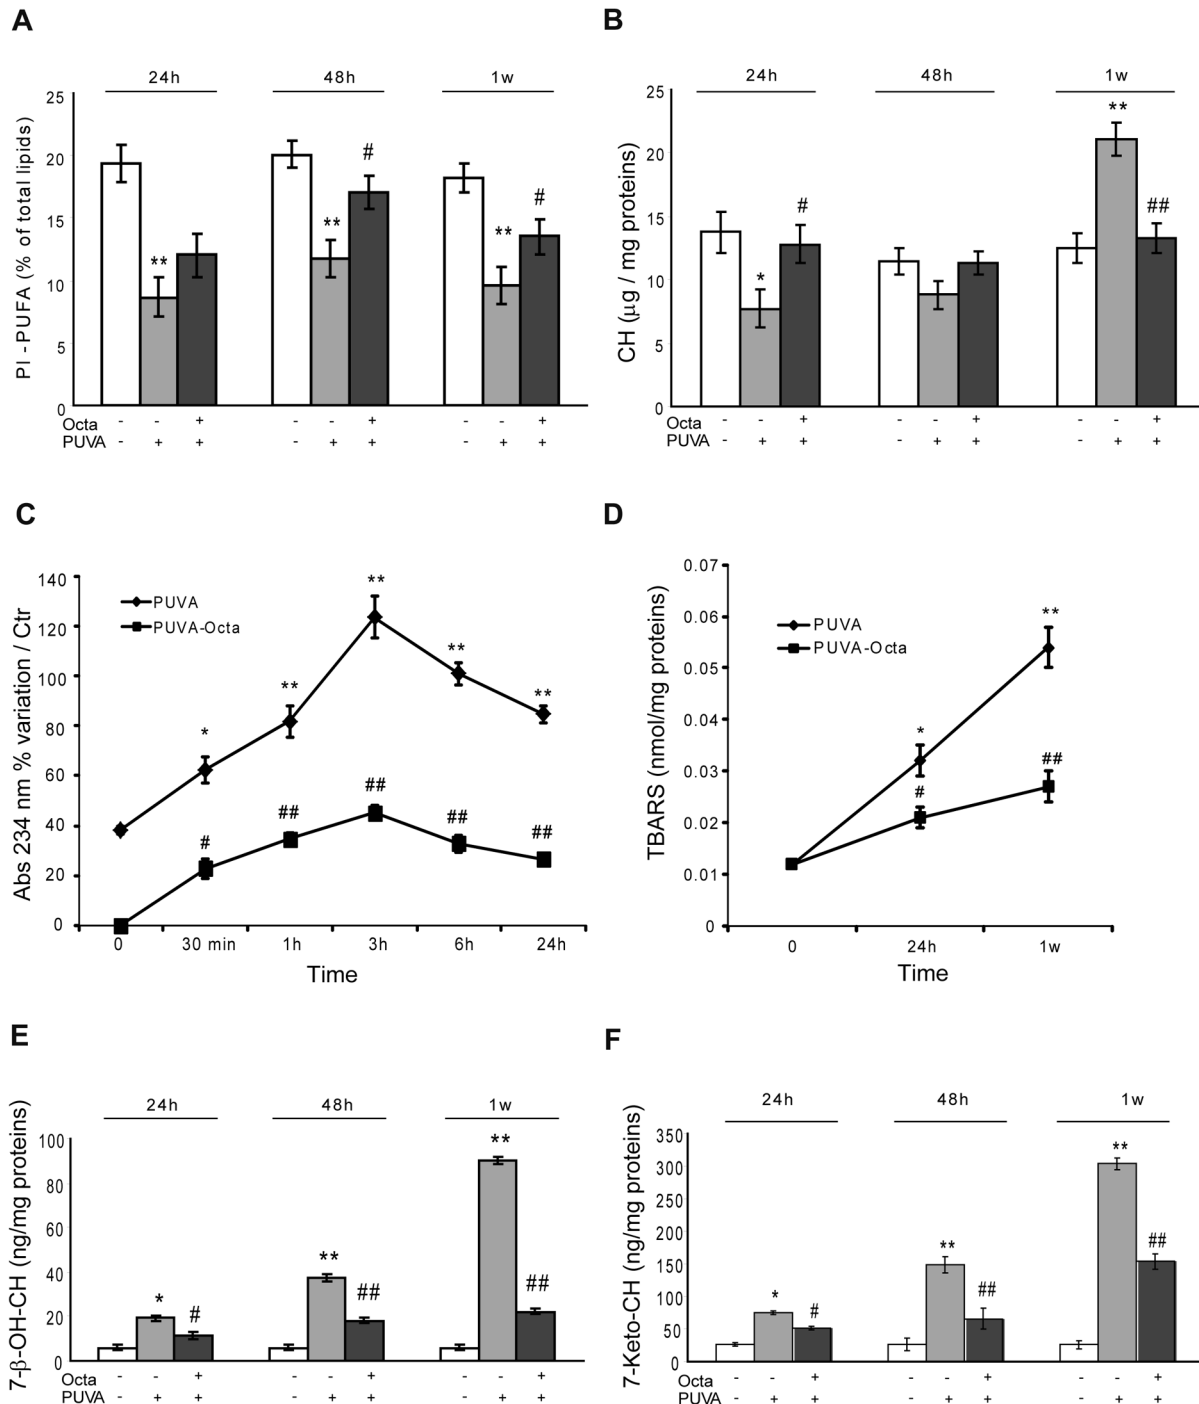 A
24h 48h 1w
PI - PUFA (% of total lipids)
25
20
15
10
5
0
** ** # ** #
Octa - - + - - + - - +
PUVA - + + - + + - + +
B
24h 48h 1w
CH (µg / mg proteins)
25
20
15
10
5
0
* # ** ##
Octa - - + - - + - - +
PUVA - + + - + + - + +
C
Abs 234 nm % variation / Ctr
140
120
100
80
60
40
20
0
PUVA
PUVA-Octa
* ** ** ** **
# ## ## ## ##
0 30 min 1h 3h 6h 24h
Time
D
TBARS (nmol/mg proteins)
0.07
0.06
0.05
0.04
0.03
0.02
0.01
0
PUVA
PUVA-Octa
* **
# ##
0 24h 1w
Time
E
24h 48h 1w
7-β-OH-CH (ng/mg proteins)
100
80
60
40
20
0
* # ** ## ** ##
Octa - - + - - + - - +
PUVA - + + - + + - + +
F
24h 48h 1w
7-Keto-CH (ng/mg proteins)
350
300
250
200
150
100
50
0
* # ** ## ** ##
Octa - - + - - + - - +
PUVA - + + - + + - + +